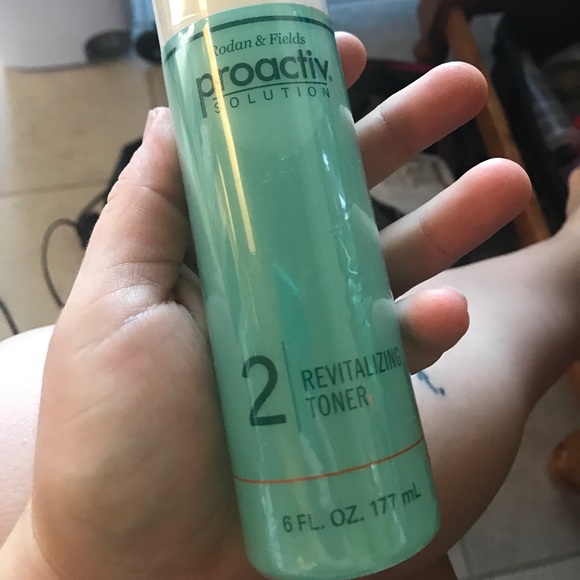 Rodan & Fields
proactiv®
SOLUTION
2
REVITALIZING
TONER
6 FL. OZ. 177 mL